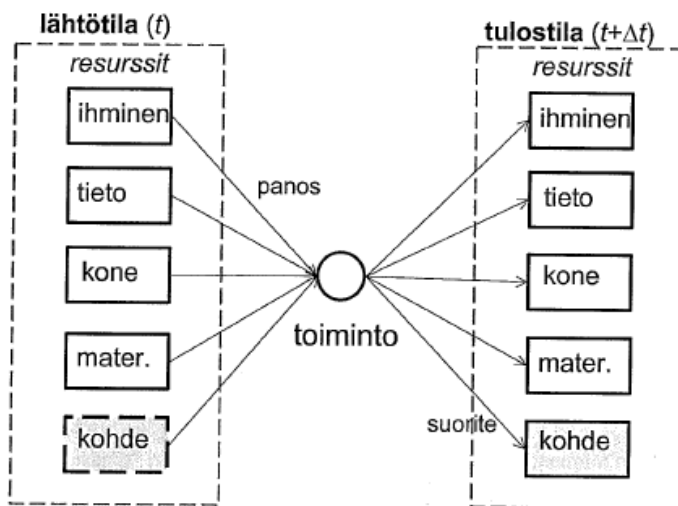 lähtötila (t)
resurssit
ihminen
tieto
kone
mater.
kohde
panos
toiminto
suorite
tulostila (t+Δt)
resurssit
ihminen
tieto
kone
mater.
kohde